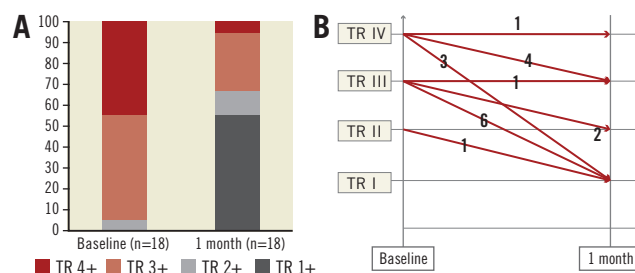 A
100
90
80
70
60
50
40
30
20
10
0
Baseline (n=18) 1 month (n=18)
TR 4+ TR 3+ TR 2+ TR 1+
B
TR IV
TR III
TR II
TR I
1
3
4
1
6
2
1
Baseline
1 month